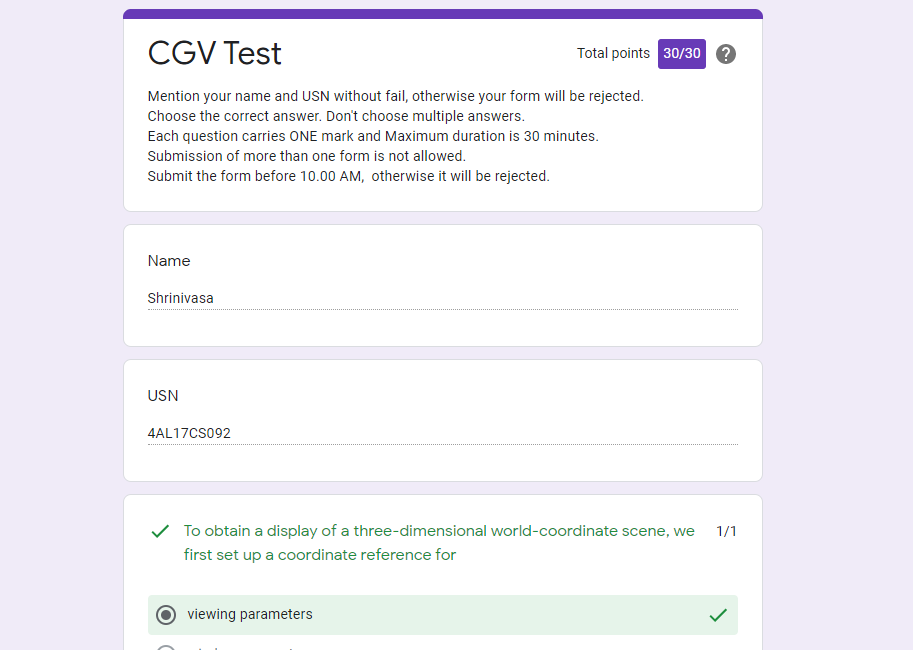 CGV Test
Total points 30/30
Mention your name and USN without fail, otherwise your form will be rejected.
Choose the correct answer. Don't choose multiple answers.
Each question carries ONE mark and Maximum duration is 30 minutes.
Submission of more than one form is not allowed.
Submit the form before 10.00 AM,  otherwise it will be rejected.
Name
Shrinivasa
USN
4AL17CS092
To obtain a display of a three-dimensional world-coordinate scene, we 1/1
first set up a coordinate reference for
viewing parameters